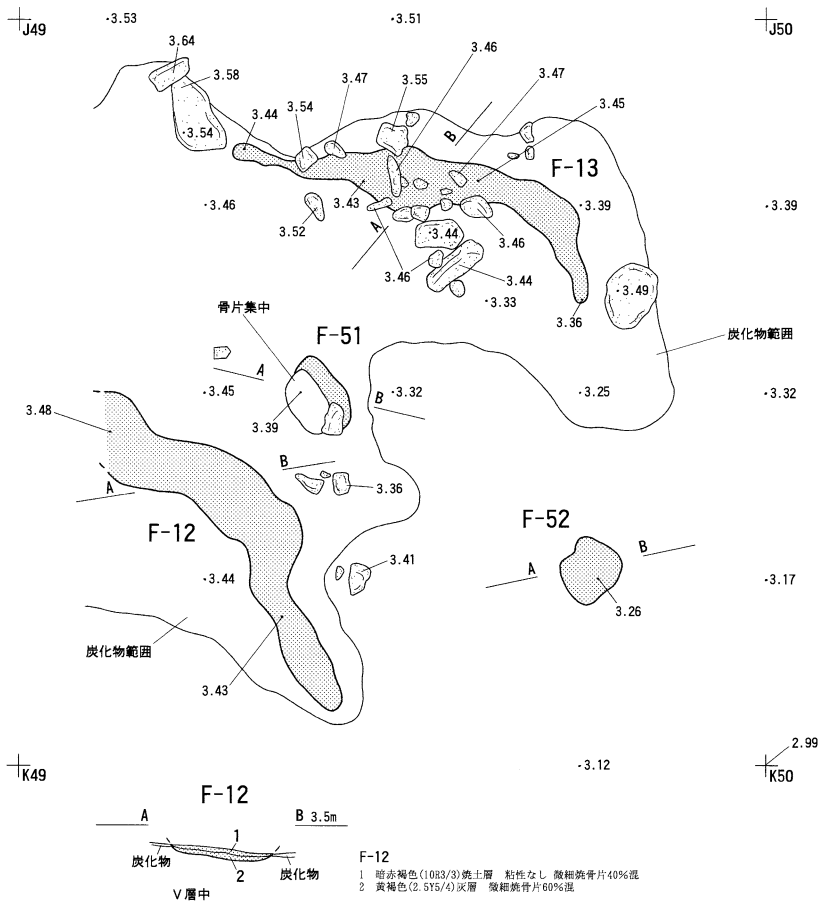 J49
·3.53
·3.51
J50
3.64
3.58
3.46
3.47
3.55
3.47
3.54
3.44
3.45
·3.54
B
F-13
·3.46
3.43
·3.39
·3.39
3.52
A
·3.44
3.46
3.46
3.44
·3.49
·3.33
3.36
骨片集中
F-51
炭化物範囲
A
·3.45
B
·3.32
·3.25
·3.32
3.48
3.39
B
A
3.36
F-12
F-52
B
3.41
A
·3.44
·3.17
3.26
炭化物範囲
3.43
2.99
K49
·3.12
K50
F-12
A
B 3.5m
1
炭化物
2
炭化物
V層中
F-12
1 暗赤褐色(10R3/3)焼土層 粘性なし 微細焼骨片40%混
2 黄褐色(2.5Y5/4)灰層 微細焼骨片60%混